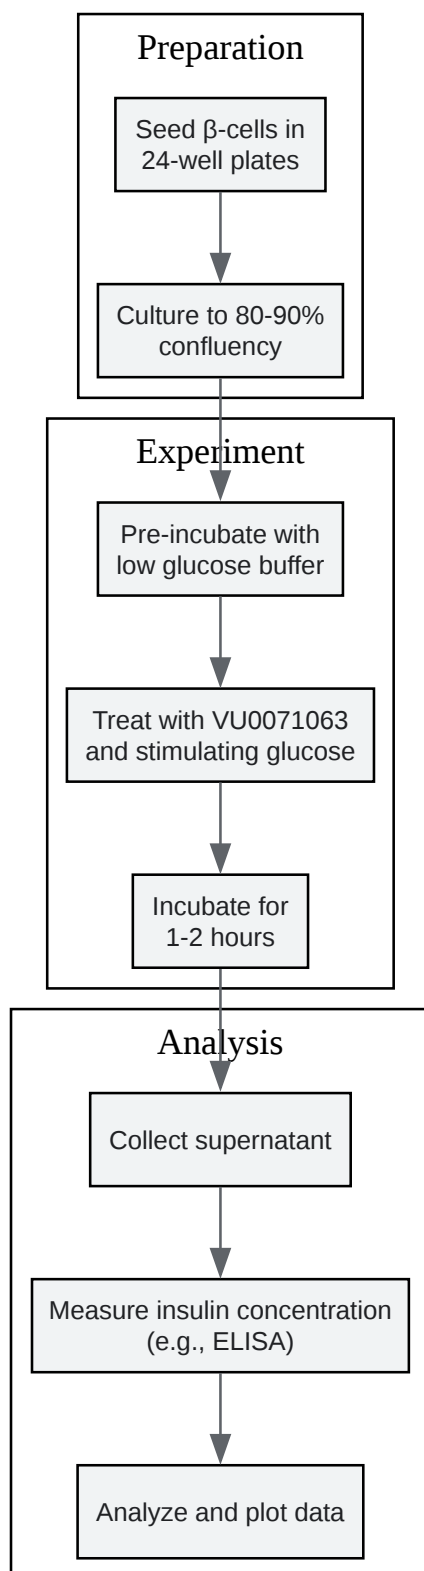 Preparation
Seed β-cells in
24-well plates
Culture to 80-90%
confluency
Experiment
Pre-incubate with
low glucose buffer
Treat with VU0071063
and stimulating glucose
Incubate for
1-2 hours
Analysis
Collect supernatant
Measure insulin concentration
(e.g., ELISA)
Analyze and plot data